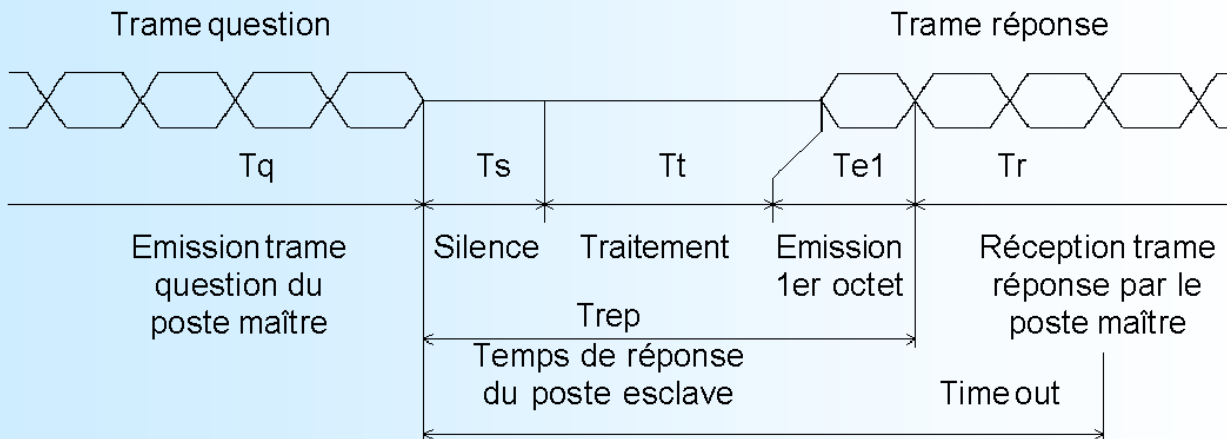 Trame question
Trame réponse
Tq
Ts
Tt
Te1
Tr
Emission trame
question du
poste maître
Silence
Traitement
Emission
1er octet
Réception trame
réponse par le
poste maître
Trep
Temps de réponse
du poste esclave
Time out